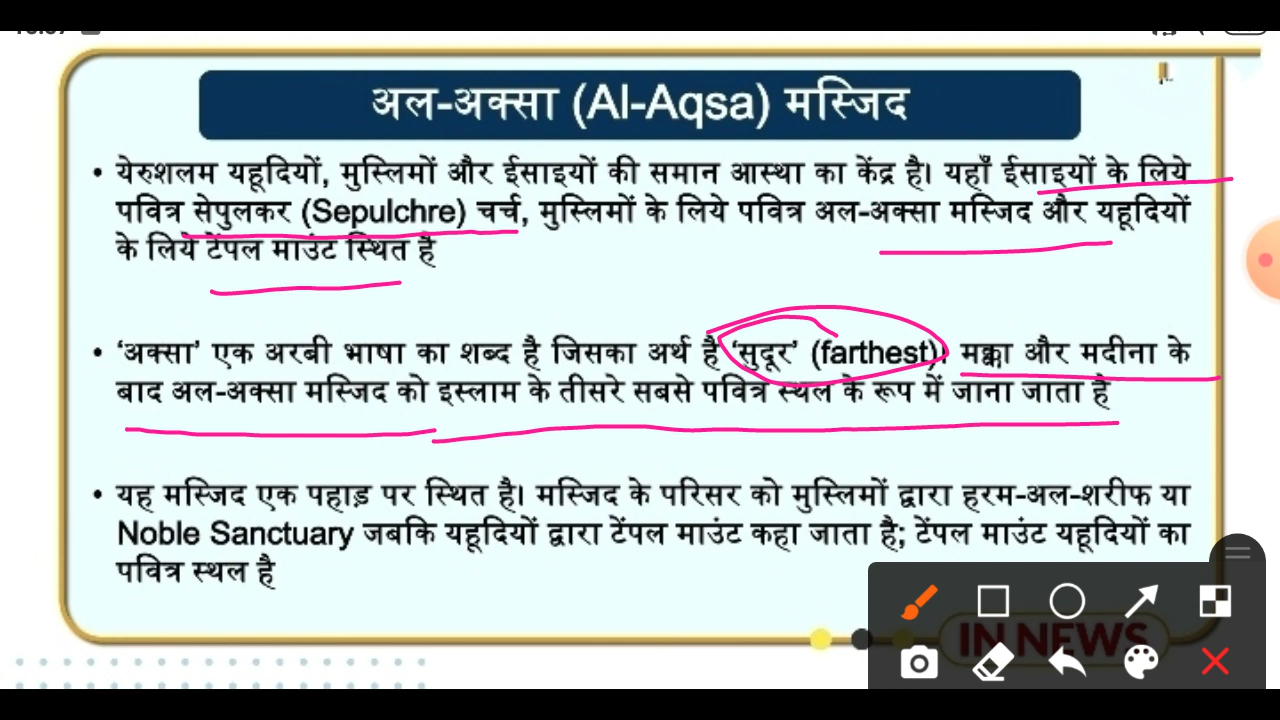 अल-अक्सा (Al-Aqsa) मस्जिद
• येरुशलम यहूदियों, मुस्लिमों और ईसाइयों की समान आस्था का केंद्र है। यहाँ ईसाइयों के लिये
पवित्र सेपुलकर (Sepulchre) चर्च, मुस्लिमों के लिये पवित्र अल-अक्सा मस्जिद और यहूदियों
के लिये टेंपल माउंट स्थित है
• ‘अक्सा’ एक अरबी भाषा का शब्द है जिसका अर्थ है ‘सुदूर’ (farthest)। मक्का और मदीना के
बाद अल-अक्सा मस्जिद को इस्लाम के तीसरे सबसे पवित्र स्थल के रूप में जाना जाता है
• यह मस्जिद एक पहाड़ पर स्थित है। मस्जिद के परिसर को मुस्लिमों द्वारा हरम-अल-शरीफ या
Noble Sanctuary जबकि यहूदियों द्वारा टेंपल माउंट कहा जाता है; टेंपल माउंट यहूदियों का
पवित्र स्थल है
IN NEWS